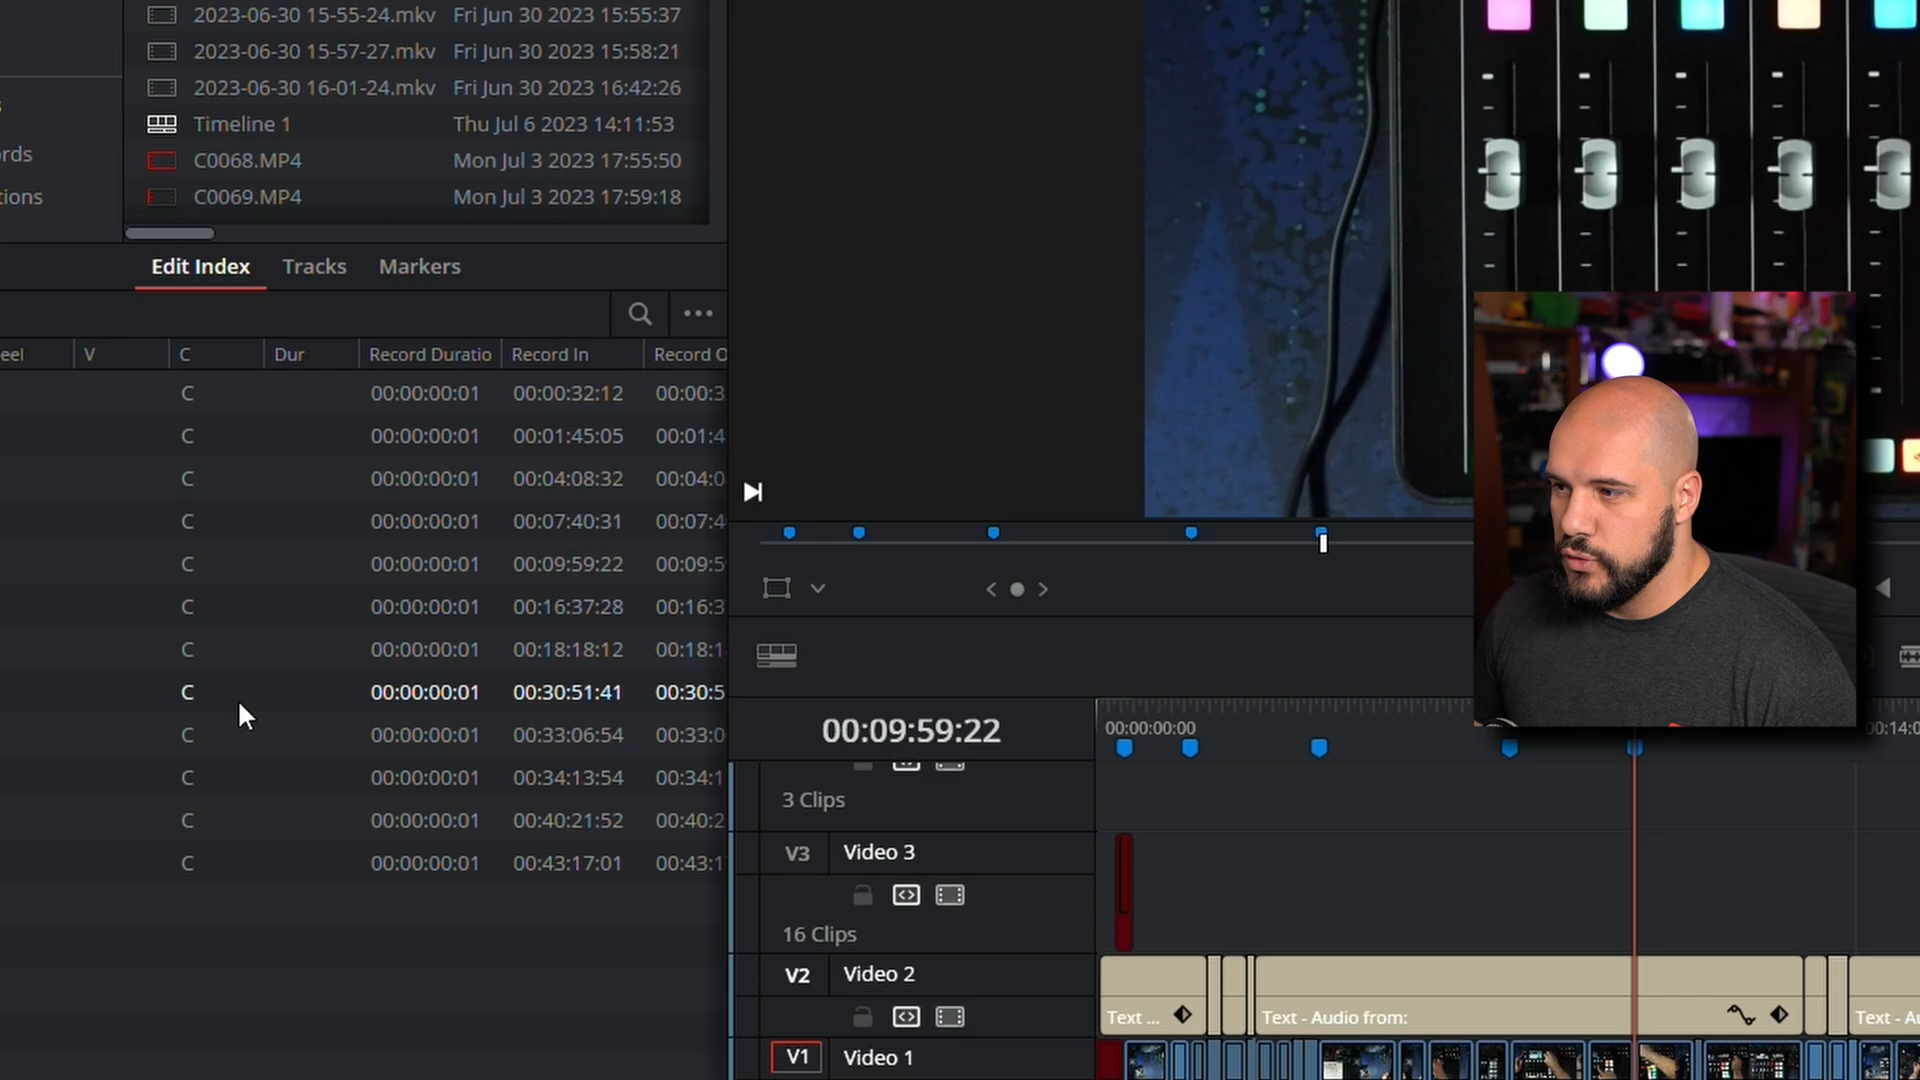 2023-06-30 15-55-24.mkv Fri Jun 30 2023 15:55:37
2023-06-30 15-57-27.mkv Fri Jun 30 2023 15:58:21
2023-06-30 16-01-24.mkv Fri Jun 30 2023 16:42:26
Timeline 1 Thu Jul 6 2023 14:11:53
C0068.MP4 Mon Jul 3 2023 17:55:50
C0069.MP4 Mon Jul 3 2023 17:59:18
rds
tions
Edit Index Tracks Markers
eel V C Dur Record Duratio Record In Record O
C 00:00:00:01 00:00:32:12 00:00:3
C 00:00:00:01 00:01:45:05 00:01:4
C 00:00:00:01 00:04:08:32 00:04:0
C 00:00:00:01 00:07:40:31 00:07:4
C 00:00:00:01 00:09:59:22 00:09:5
C 00:00:00:01 00:16:37:28 00:16:3
C 00:00:00:01 00:18:18:12 00:18:1
C 00:00:00:01 00:30:51:41 00:30:5
C 00:00:00:01 00:33:06:54 00:33:0
C 00:00:00:01 00:34:13:54 00:34:1
C 00:00:00:01 00:40:21:52 00:40:2
C 00:00:00:01 00:43:17:01 00:43:1
00:09:59:22
00:00:00:00
00:14:0
3 Clips
V3 Video 3
16 Clips
V2 Video 2
Text ...
Text - Audio from:
Text - Au
V1 Video 1